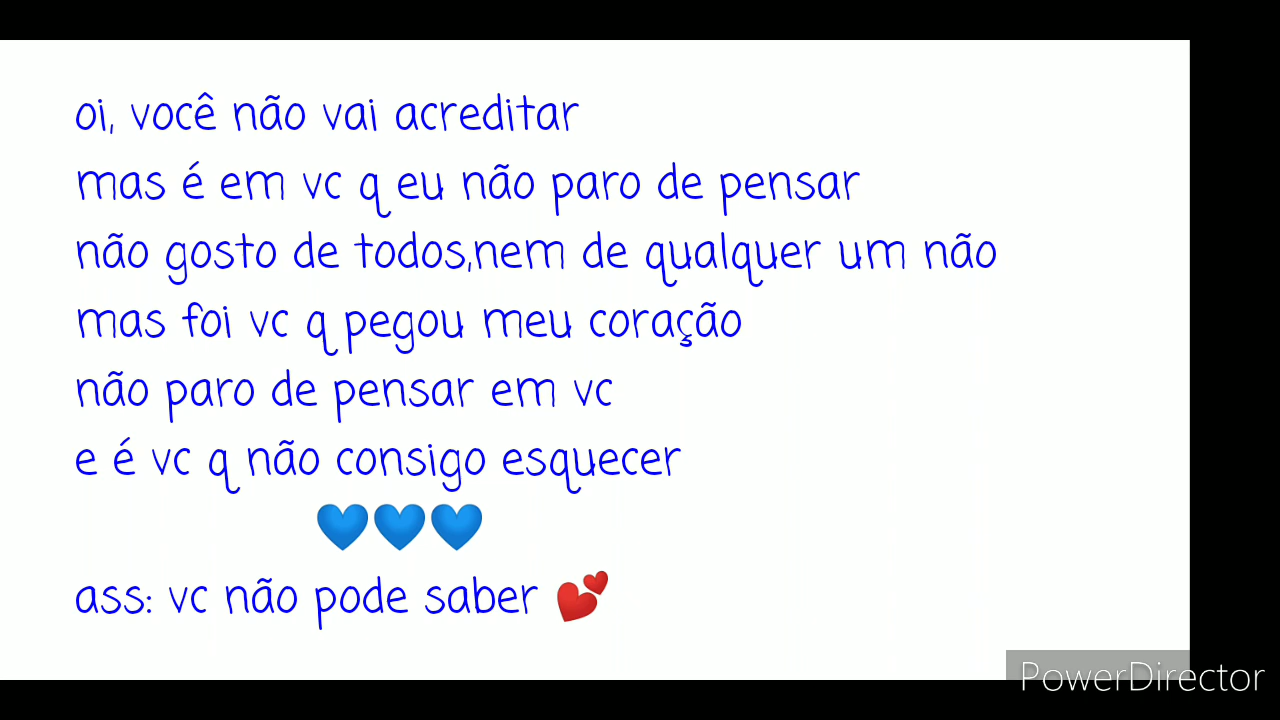 oi, você não vai acreditar
mas é em vc q eu não paro de pensar
não gosto de todos,nem de qualquer um não
mas foi vc q pegou meu coração
não paro de pensar em vc
e é vc q não consigo esquecer
💙💙💙
ass: vc não pode saber 💕
PowerDirector